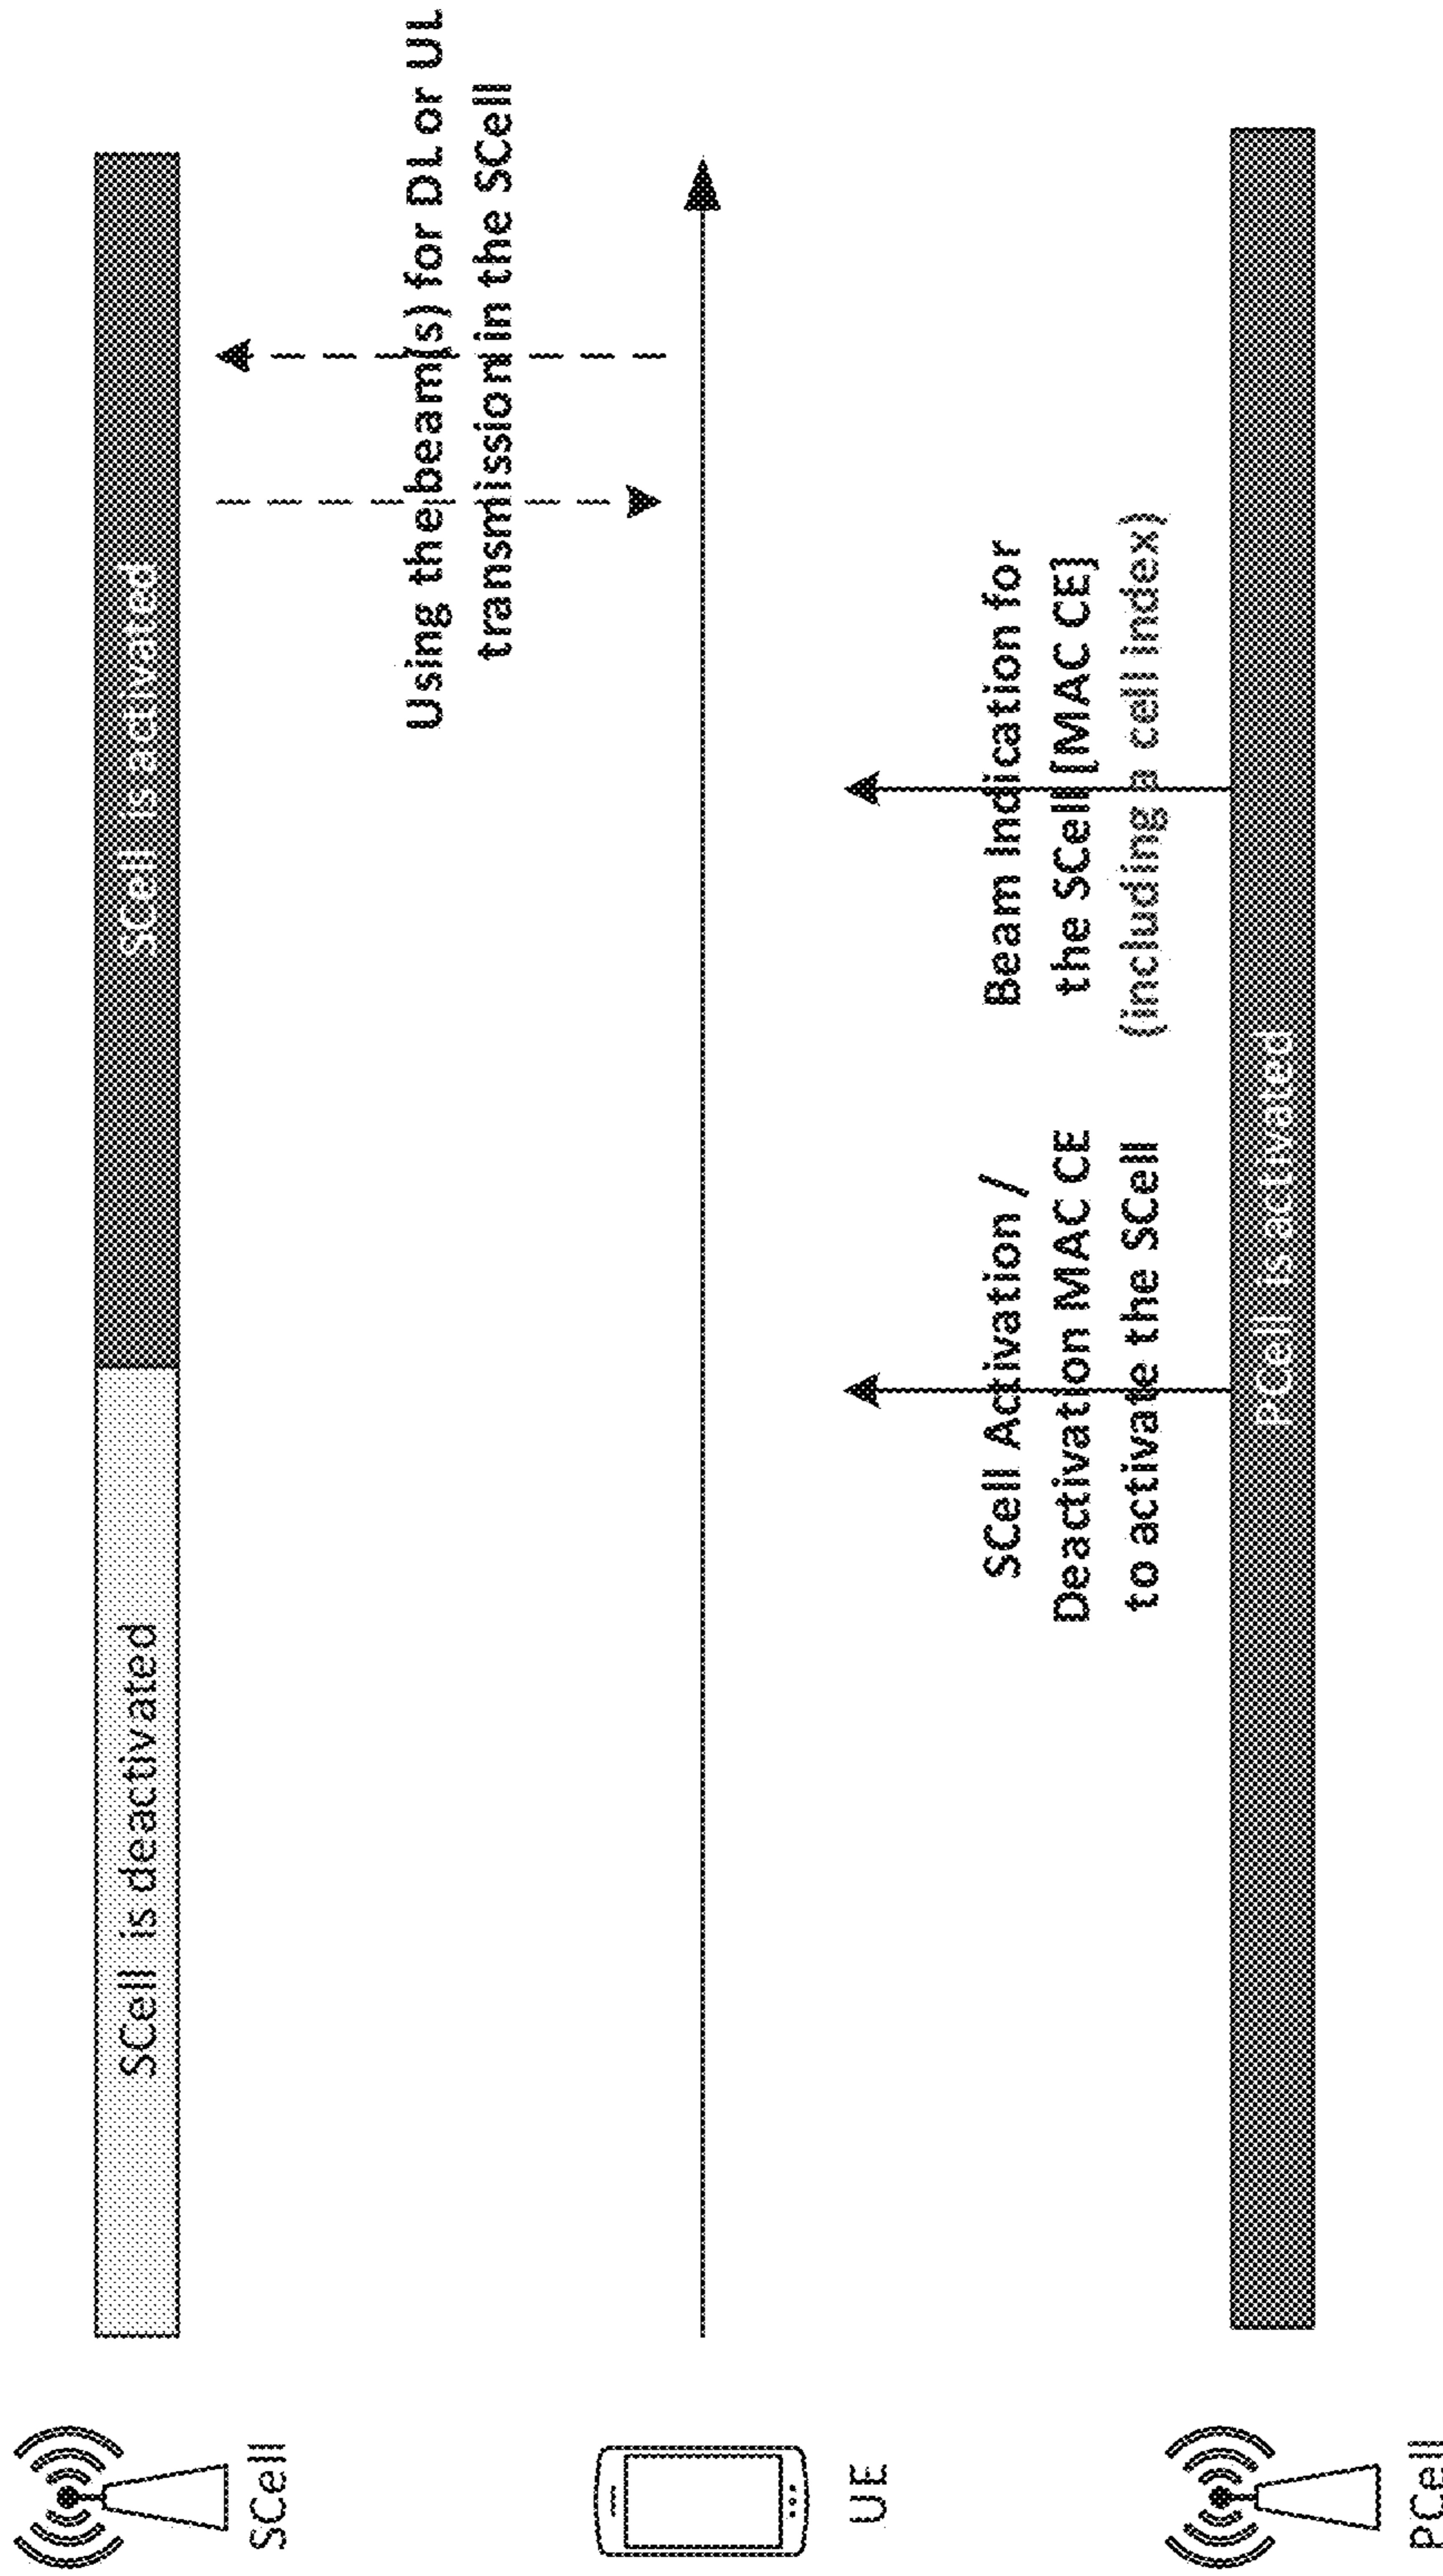 SCell
SCell is deactivated
SCell is activated
Using the beam(s) for DL or UL
transmission in the SCell
UE
SCell Activation /
Deactivation MAC CE
to activate the SCell
Beam Indication for
the SCell [MAC CE]
(including a cell index)
PCell
PCell is activated